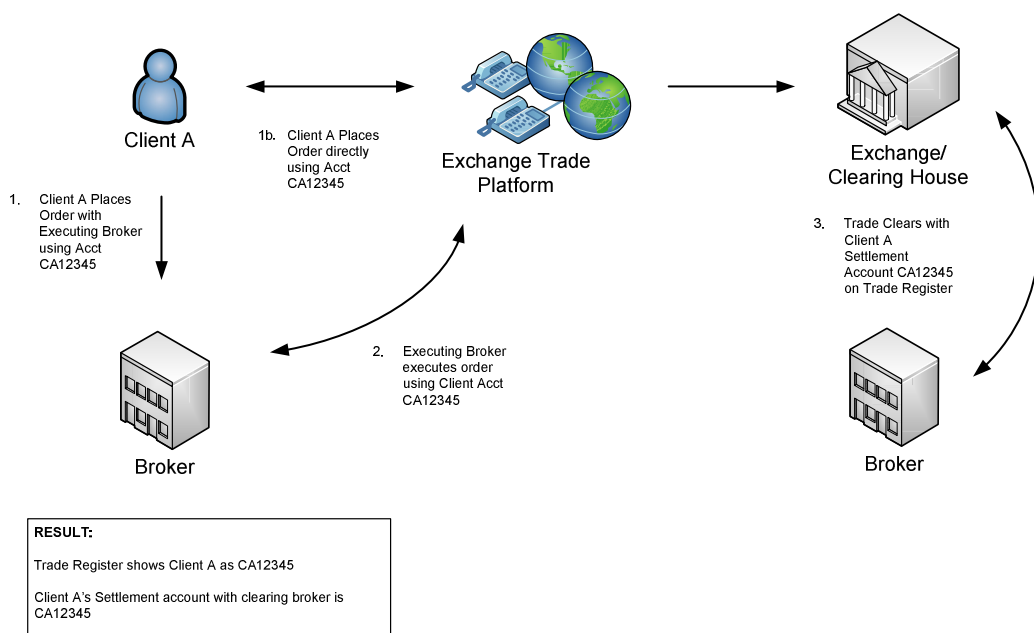 Client A
1b. Client A Places
Order directly
using Acct
CA12345
Exchange Trade
Platform
Exchange/
Clearing House
1. Client A Places
Order with
Executing Broker
using Acct
CA12345
3. Trade Clears with
Client A
Settlement
Account CA12345
on Trade Register
2. Executing Broker
executes order
using Client Acct
CA12345
Broker
Broker
RESULT:
Trade Register shows Client A as CA12345
Client A's Settlement account with clearing broker is
CA12345